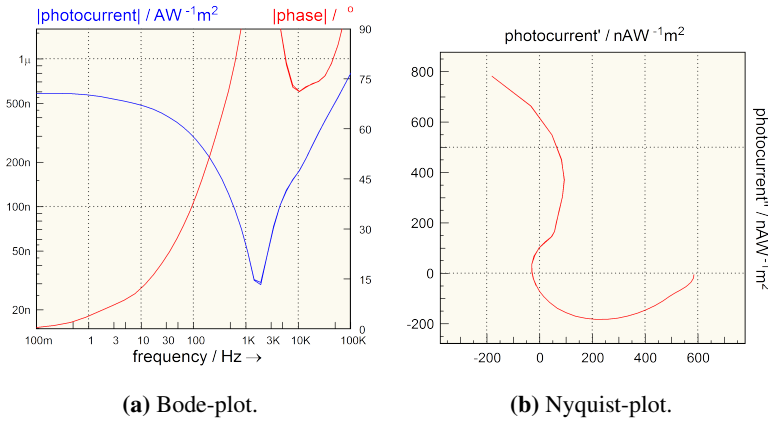 |photocurrent| / AW⁻¹m2 |phase| / °
1µ
500n
200n
100n
50n
20n
90
75
60
45
30
15
0
100m 1 3 10 30 100 1K 3K 10K 100K
frequency / Hz →
(a) Bode-plot.
photocurrent' / nAW⁻¹m2
800
600
400
200
0
-200
-200 0 200 400 600
photocurrent'' / nAW⁻¹m2
(b) Nyquist-plot.